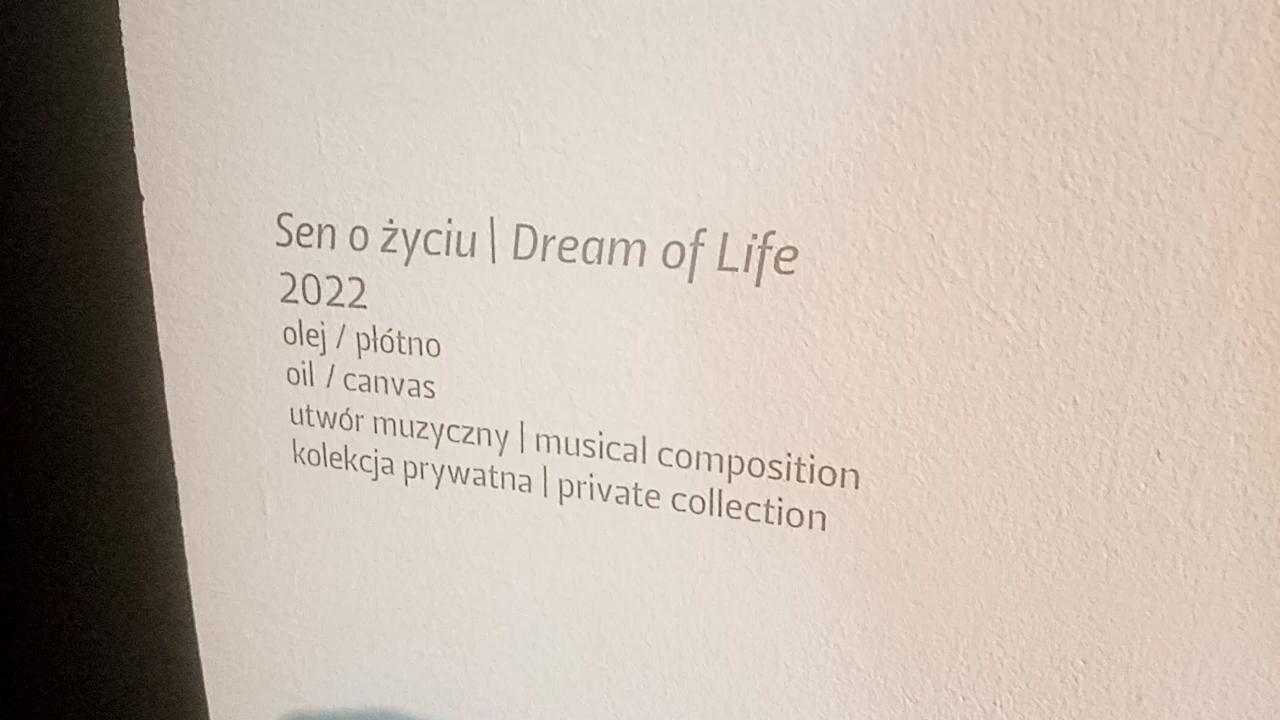 Sen o życiu | Dream of Life
2022
olej / płótno
oil / canvas
utwór muzyczny | musical composition
kolekcja prywatna | private collection